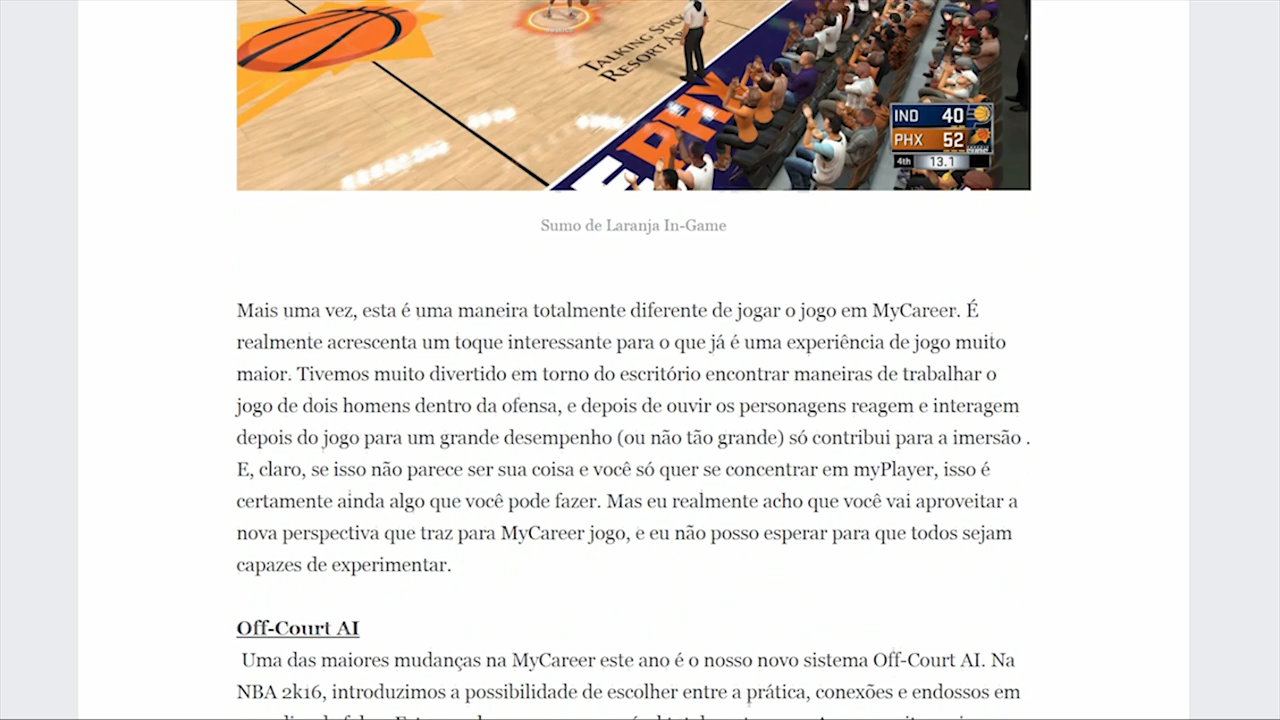 TALKING STICK
RESORT AR
PHX
IND 40
PHX 52
4th 13.1
Sumo de Laranja In-Game
Mais uma vez, esta é uma maneira totalmente diferente de jogar o jogo em MyCareer. É
realmente acrescenta um toque interessante para o que já é uma experiência de jogo muito
maior. Tivemos muito divertido em torno do escritório encontrar maneiras de trabalhar o
jogo de dois homens dentro da ofensa, e depois de ouvir os personagens reagem e interagem
depois do jogo para um grande desempenho (ou não tão grande) só contribui para a imersão .
E, claro, se isso não parece ser sua coisa e você só quer se concentrar em myPlayer, isso é
certamente ainda algo que você pode fazer. Mas eu realmente acho que você vai aproveitar a
nova perspectiva que traz para MyCareer jogo, e eu não posso esperar para que todos sejam
capazes de experimentar.
Off-Court AI
Uma das maiores mudanças na MyCareer este ano é o nosso novo sistema Off-Court AI. Na
NBA 2k16, introduzimos a possibilidade de escolher entre a prática, conexões e endossos em